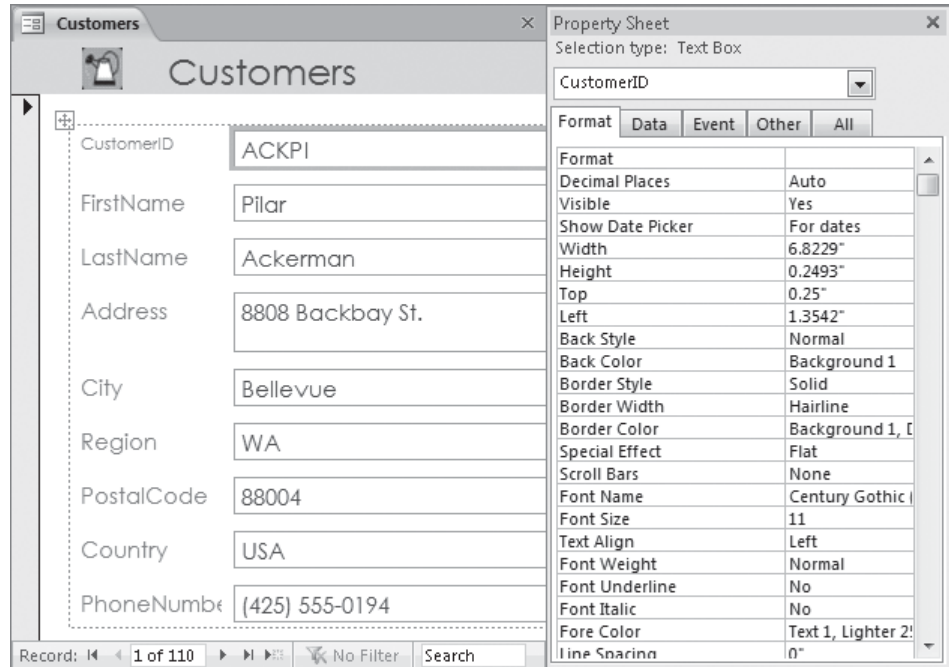 Customers
Customers
CustomerID ACKPI
FirstName Pilar
LastName Ackerman
Address 8808 Backbay St.
City Bellevue
Region WA
PostalCode 88004
Country USA
PhoneNumbe (425) 555-0194
Record: 1 of 110 No Filter Search
Property Sheet
Selection type: Text Box
CustomerID
Format Data Event Other All
Format
Decimal Places Auto
Visible Yes
Show Date Picker For dates
Width 6.8229"
Height 0.2493"
Top 0.25"
Left 1.3542"
Back Style Normal
Back Color Background 1
Border Style Solid
Border Width Hairline
Border Color Background 1,
Special Effect Flat
Scroll Bars None
Font Name Century Gothic (
Font Size 11
Text Align Left
Font Weight Normal
Font Underline No
Font Italic No
Fore Color Text 1, Lighter 2
Line Spacing 0"